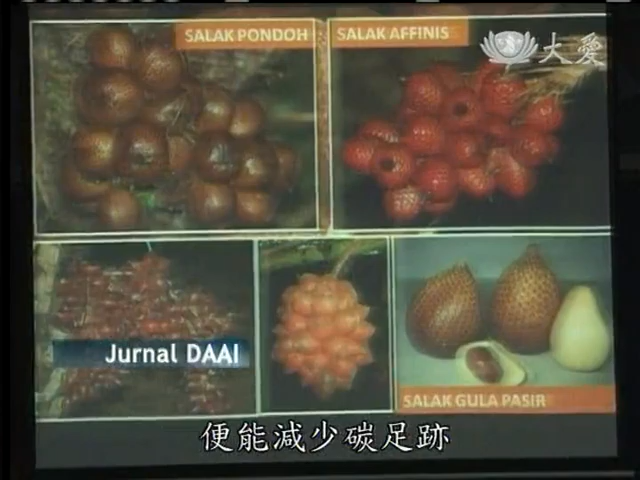 SALAK PONDOH
SALAK AFFINIS
大愛
Jurnal DAAI
SALAK GULA PASIR
便能減少碳足跡